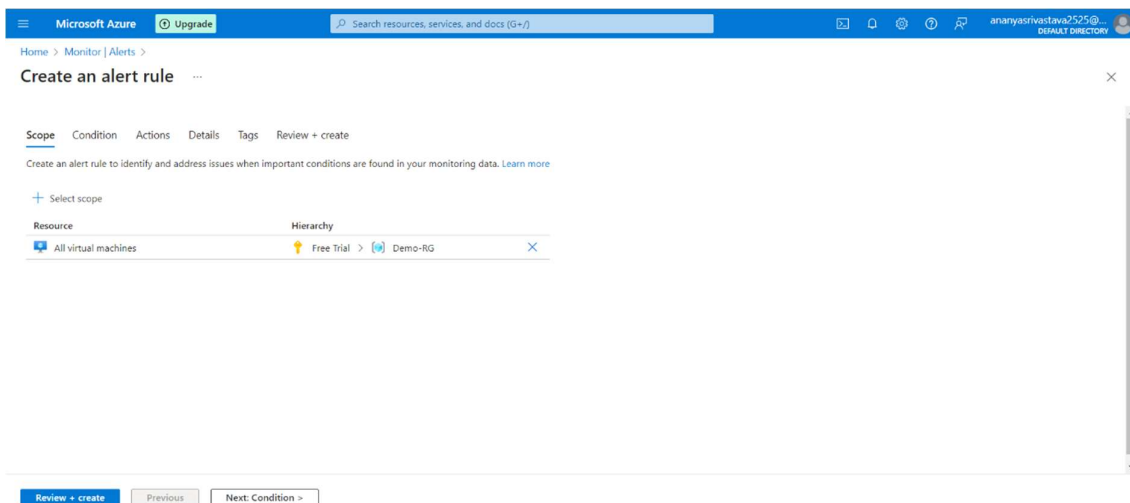 Microsoft Azure Upgrade Search resources, services, and docs (G+/) ananyasrivastava2525@...
DEFAULT DIRECTORY
Home > Monitor | Alerts >
Create an alert rule ...
Scope Condition Actions Details Tags Review + create
Create an alert rule to identify and address issues when important conditions are found in your monitoring data. Learn more
Select scope
Resource Hierarchy
All virtual machines Free Trial > Demo-RG
Review + create Previous Next: Condition >